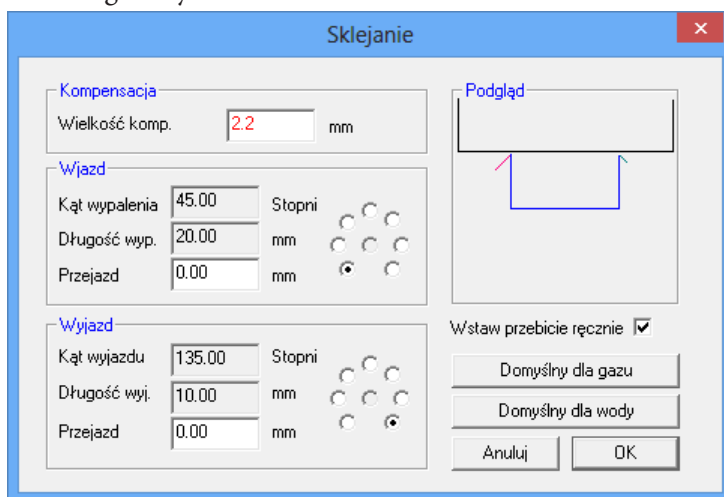 Sklejanie
Kompensacja
Wielkość komp. 2.2 mm
Wjazd
Kąt wypalenia 45.00 Stopni
Długość wyp. 20.00 mm
Przejazd 0.00 mm
Wyjazd
Kąt wyjazdu 135.00 Stopni
Długość wyj. 10.00 mm
Przejazd 0.00 mm
Podgląd
Wstaw przebicie ręcznie
Domyślny dla gazu
Domyślny dla wody
Anuluj OK